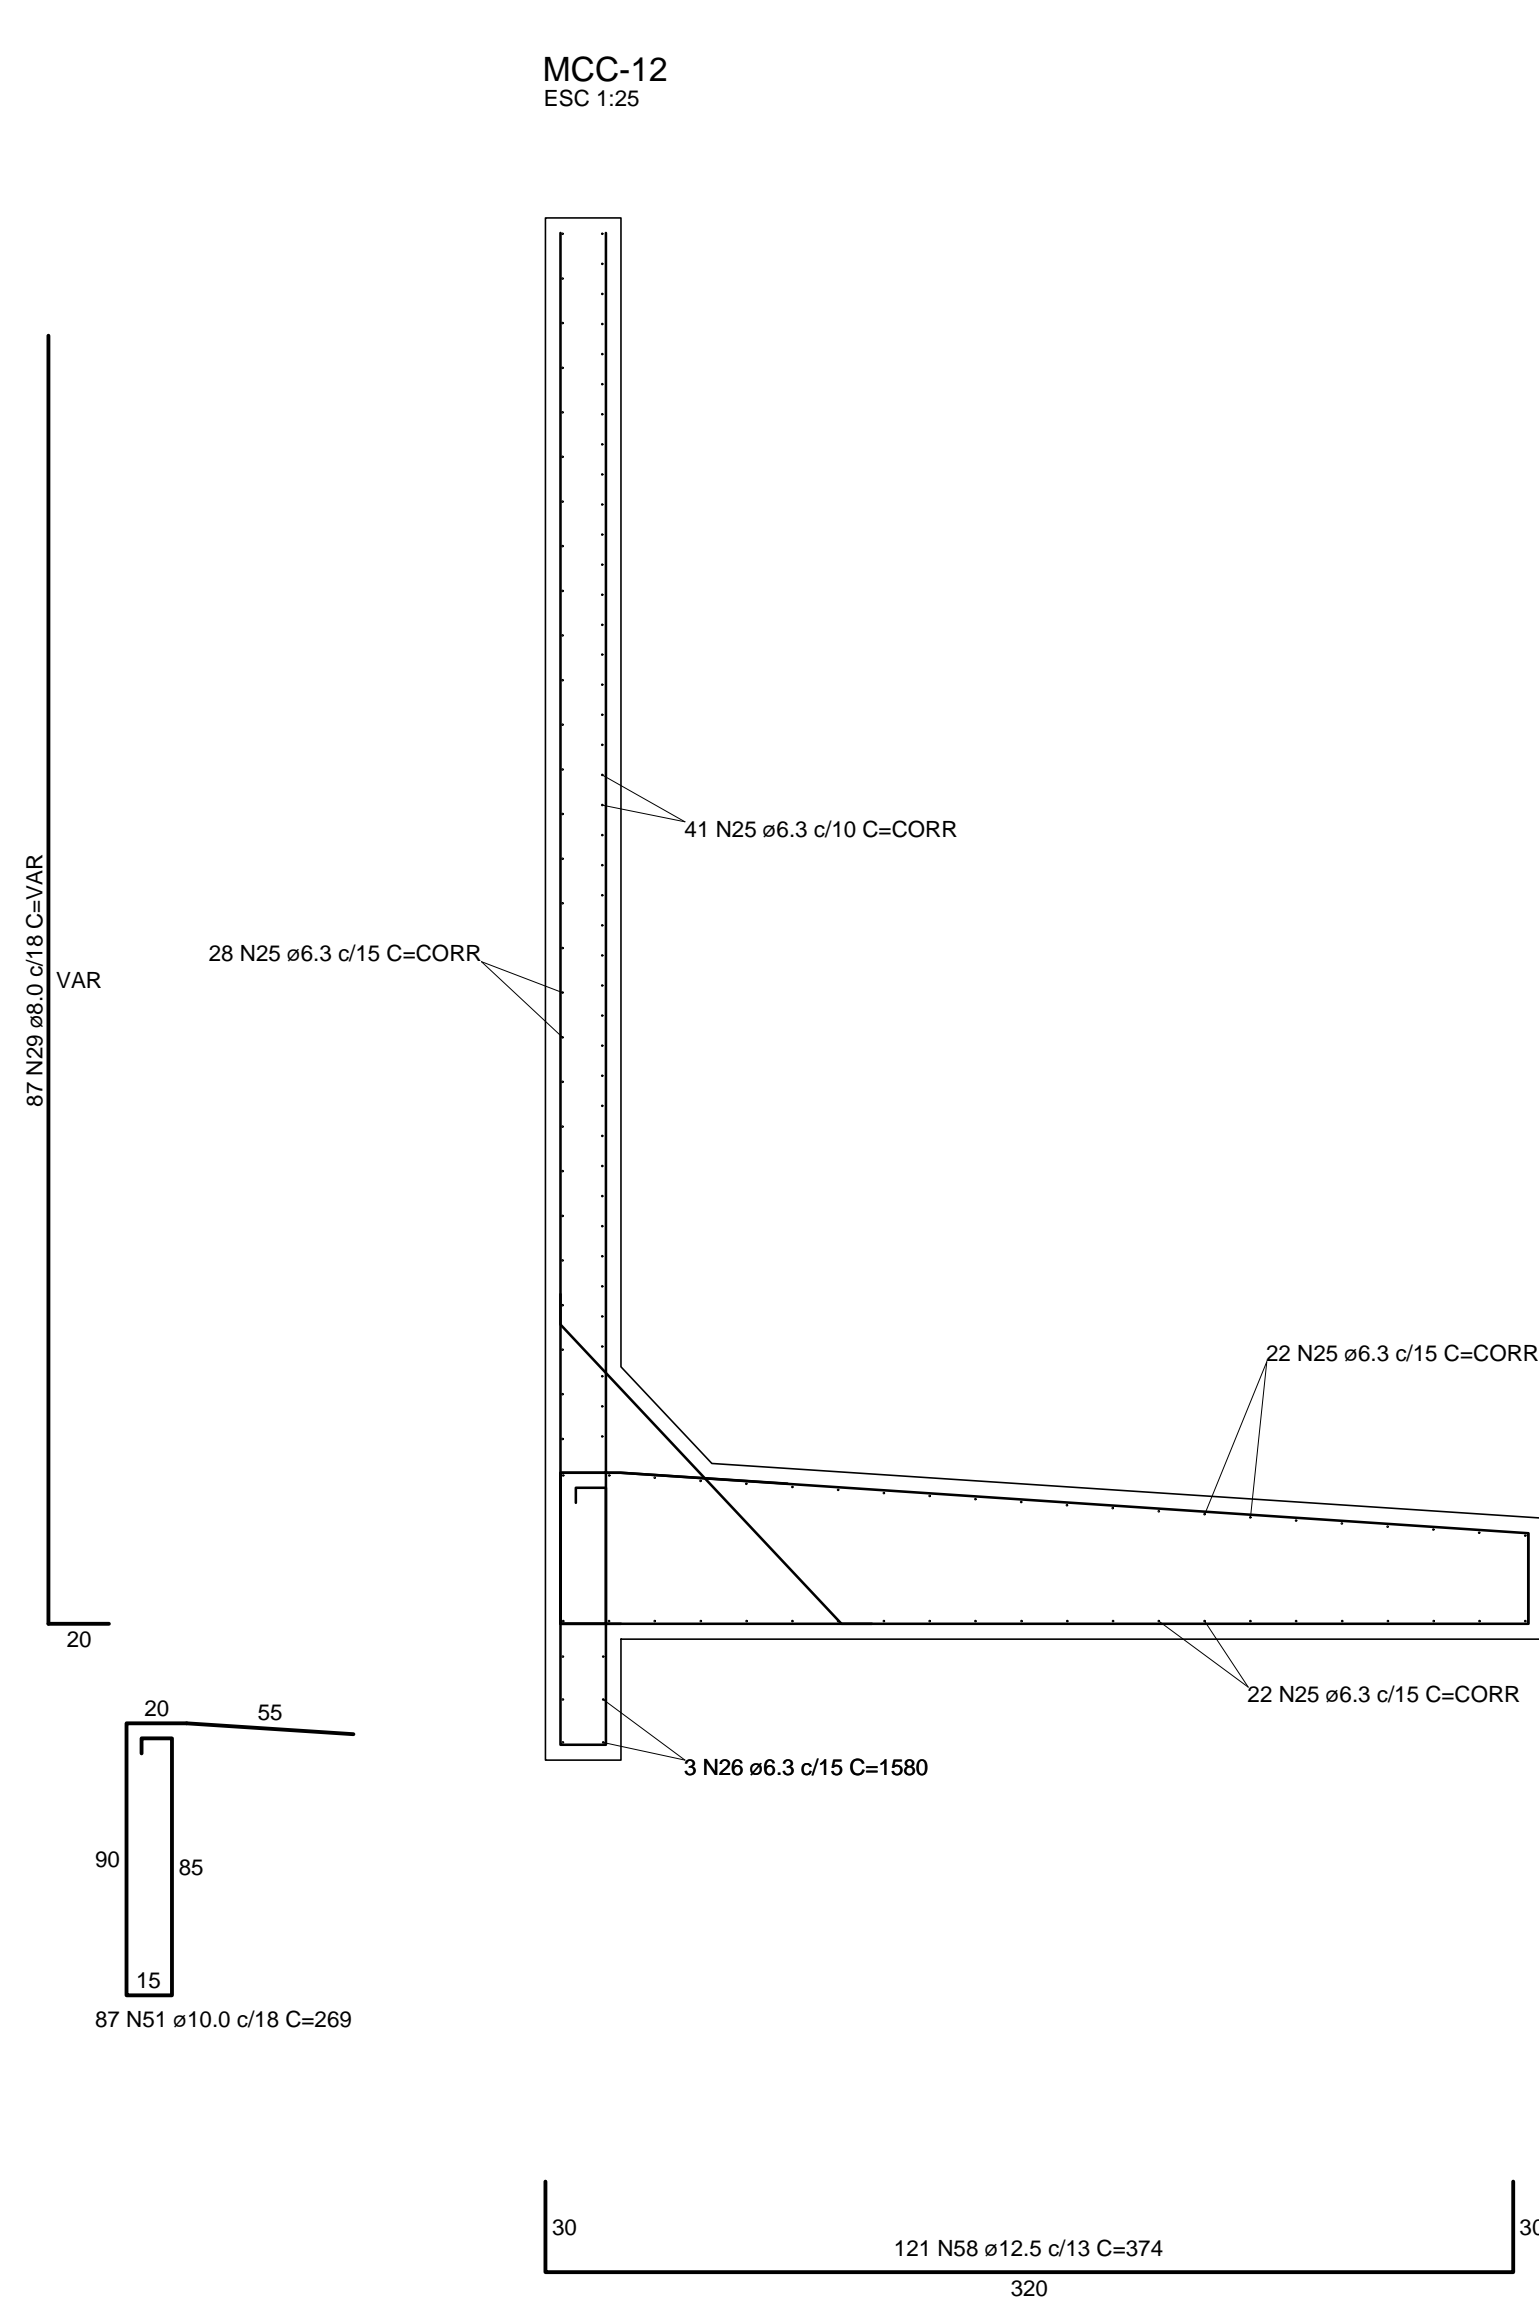 MCC-12
ESC 1:25
41 N25 ø6.3 c/10 C=CORR
87 N29 ø8.0 c/18 C=VAR
VAR
28 N25 ø6.3 c/15 C=CORR
22 N25 ø6.3 c/15 C=CORR
20
22 N25 ø6.3 c/15 C=CORR
20
55
3 N26 ø6.3 c/15 C=1580
90
85
15
87 N51 ø10.0 c/18 C=269
30
30
121 N58 ø12.5 c/13 C=374
320